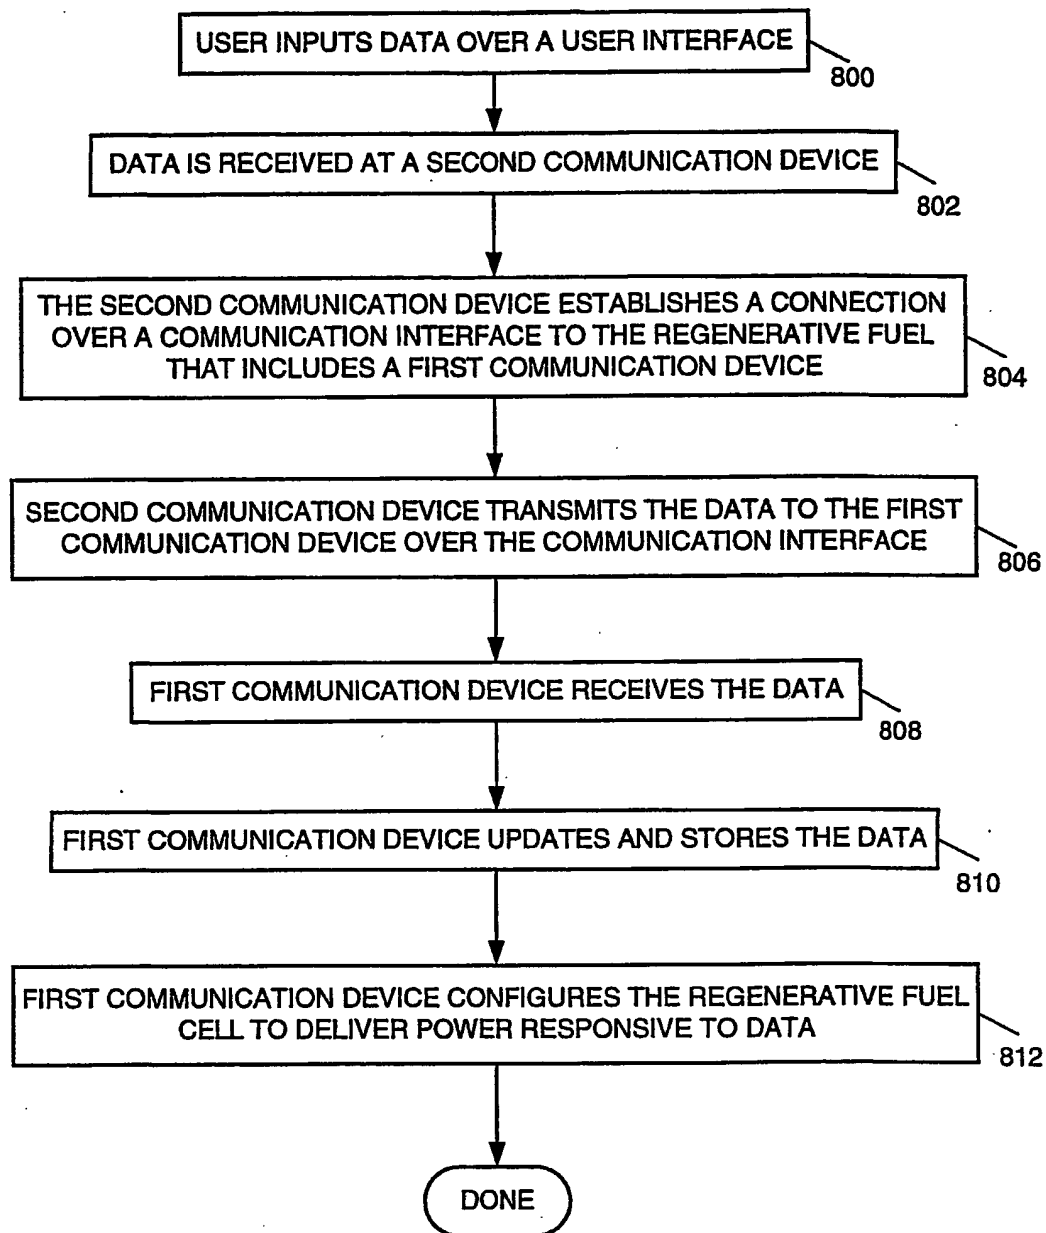 USER INPUTS DATA OVER A USER INTERFACE
800
DATA IS RECEIVED AT A SECOND COMMUNICATION DEVICE
802
THE SECOND COMMUNICATION DEVICE ESTABLISHES A CONNECTION
OVER A COMMUNICATION INTERFACE TO THE REGENERATIVE FUEL
THAT INCLUDES A FIRST COMMUNICATION DEVICE
804
SECOND COMMUNICATION DEVICE TRANSMITS THE DATA TO THE FIRST
COMMUNICATION DEVICE OVER THE COMMUNICATION INTERFACE
806
FIRST COMMUNICATION DEVICE RECEIVES THE DATA
808
FIRST COMMUNICATION DEVICE UPDATES AND STORES THE DATA
810
FIRST COMMUNICATION DEVICE CONFIGURES THE REGENERATIVE FUEL
CELL TO DELIVER POWER RESPONSIVE TO DATA
812
DONE